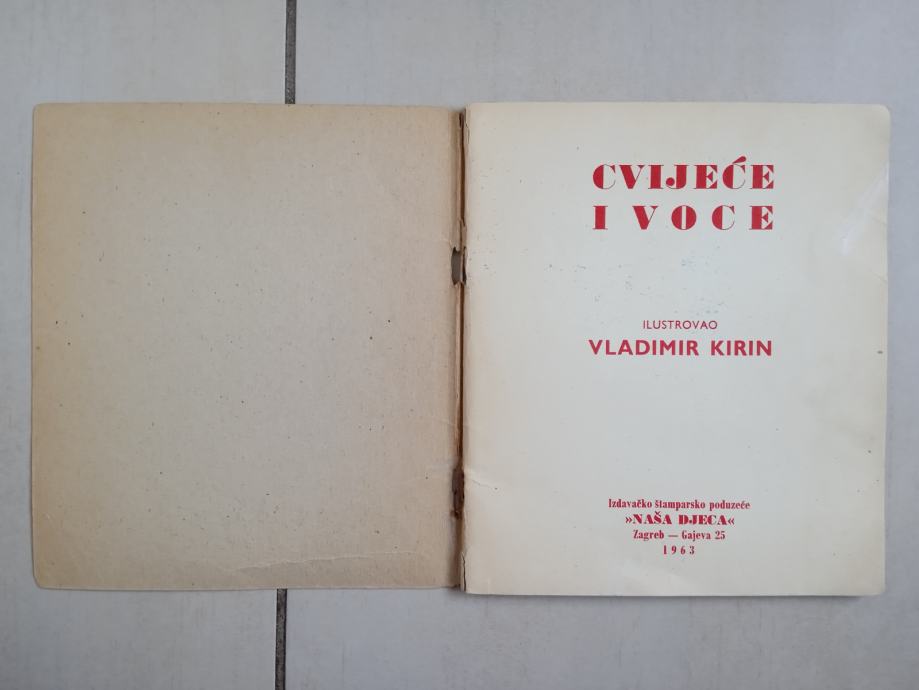 CVIJEĆE
I VOCE
ILUSTROVAO
VLADIMIR KIRIN
Izdavačko štamparsko poduzeće
»NAŠA DJECA«
Zagreb — Gajeva 25
1963